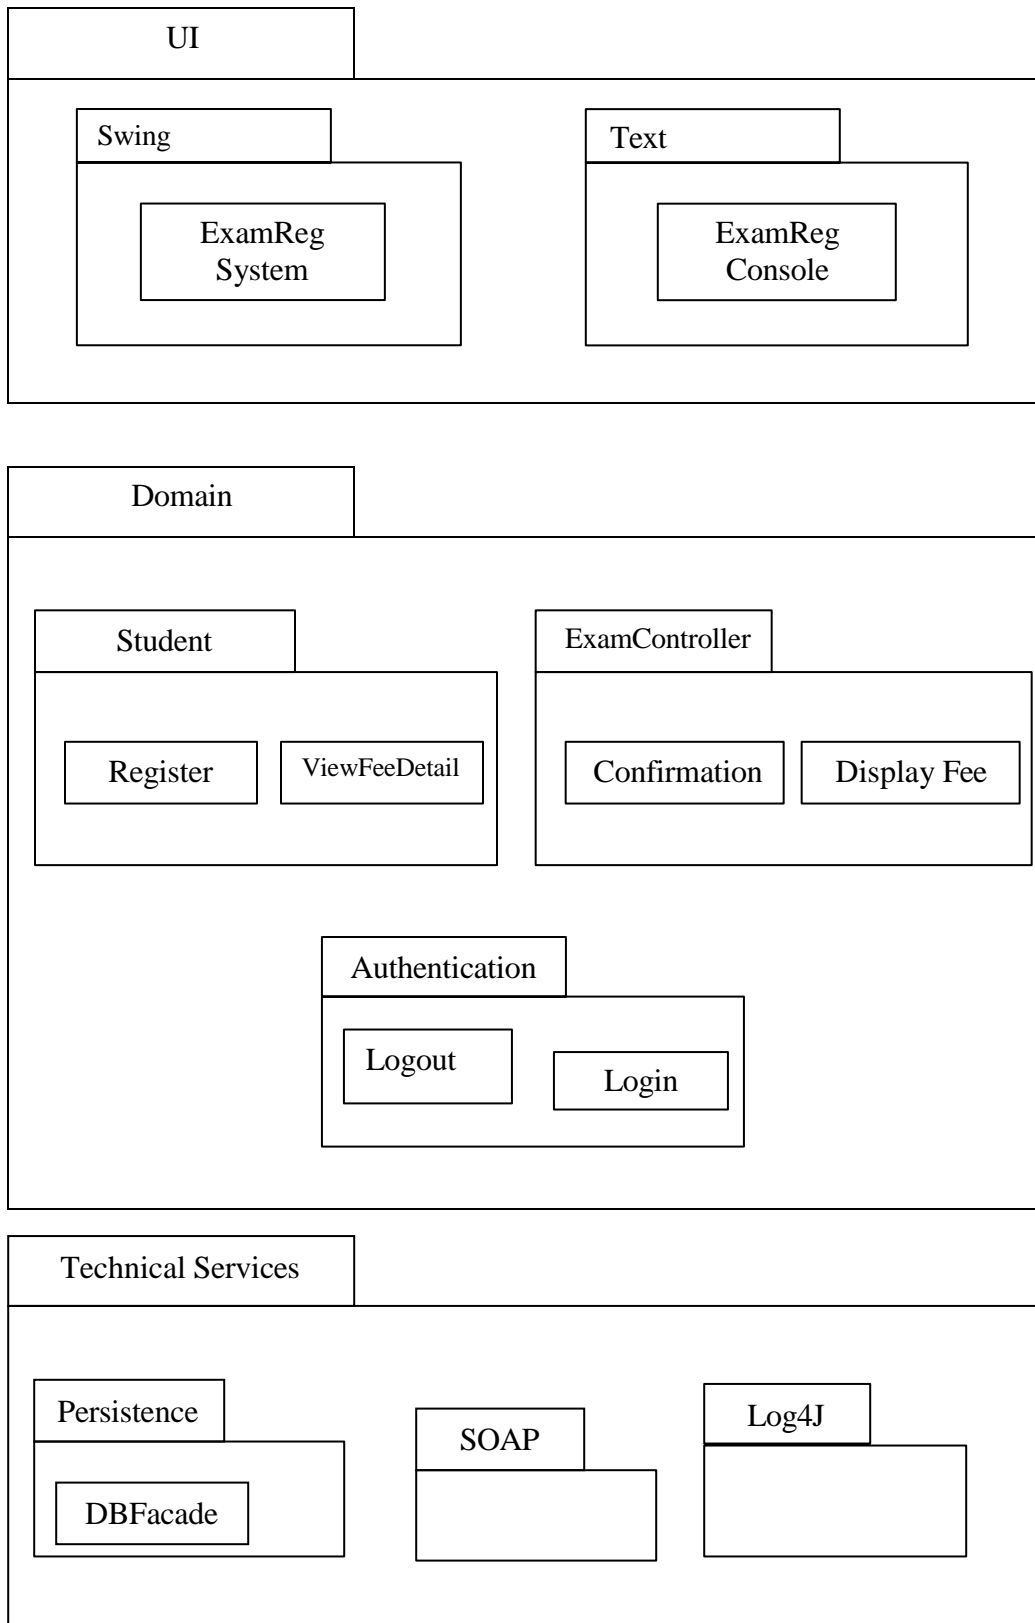 UI
Swing
Text
ExamReg
System
ExamReg
Console
Domain
Student
ExamController
Register
ViewFeeDetail
Confirmation
Display Fee
Authentication
Logout
Login
Technical Services
Persistence
SOAP
Log4J
DBFacade